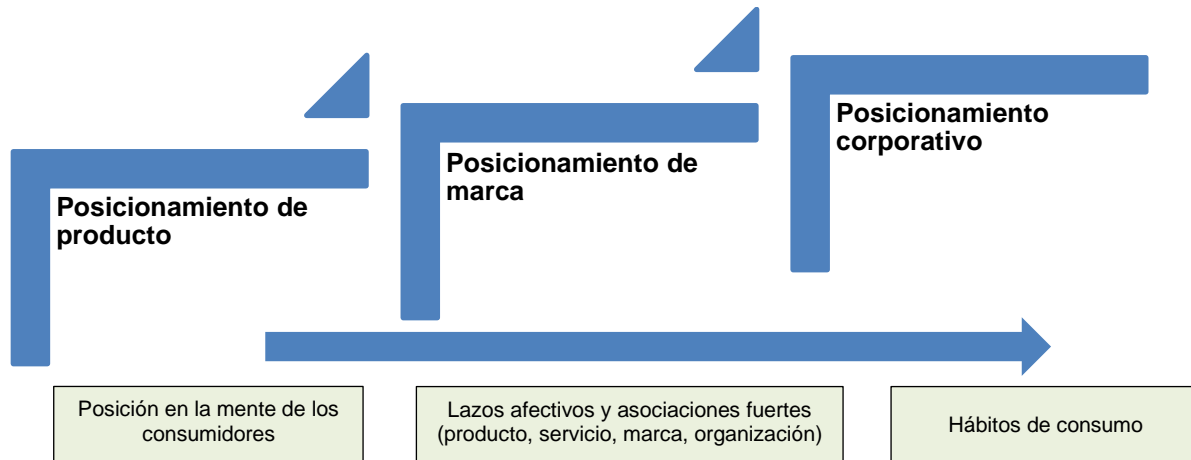 Posicionamiento de
producto
Posicionamiento de
marca
Posicionamiento
corporativo
Posición en la mente de los
consumidores
Lazos afectivos y asociaciones fuertes
(producto, servicio, marca, organización)
Hábitos de consumo